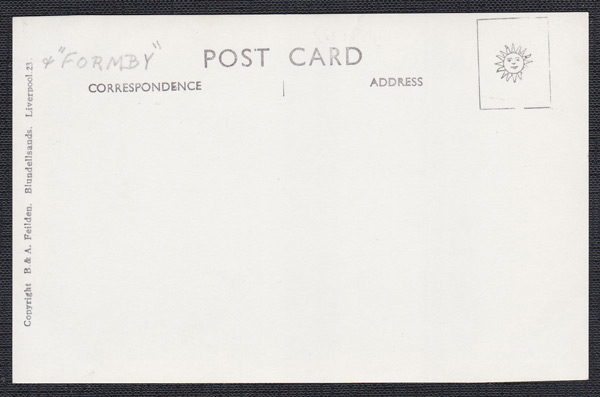 & "FORMBY"
POST CARD
CORRESPONDENCE
ADDRESS
Copyright B. & A. Feilden. Blundellsands. Liverpool 23.